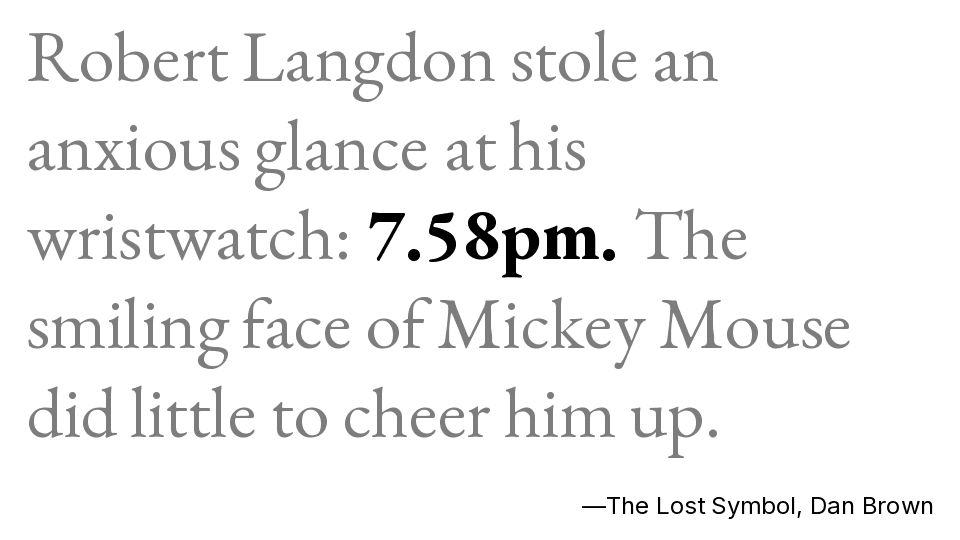 Robert Langdon stole an
anxious glance at his
wristwatch: 7.58pm. The
smiling face of Mickey Mouse
did little to cheer him up.
—The Lost Symbol, Dan Brown